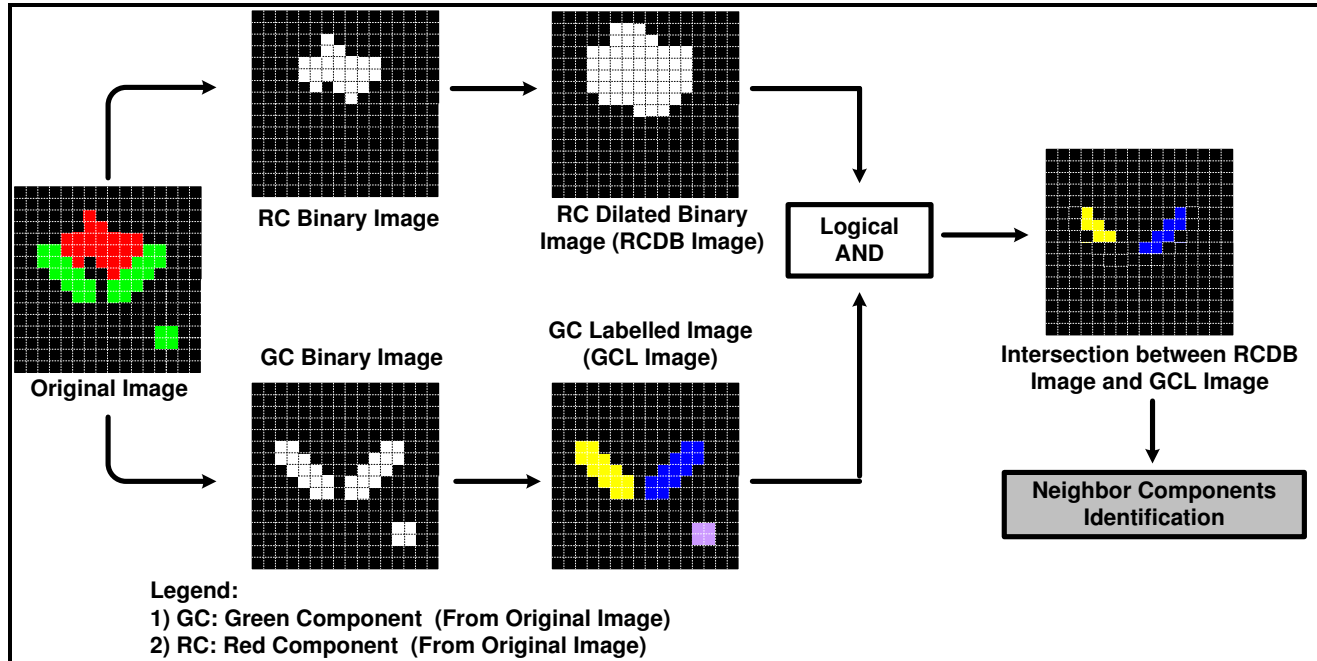 RC Binary Image
RC Dilated Binary
Image (RCDB Image)
Logical
AND
Original Image
GC Binary Image
GC Labelled Image
(GCL Image)
Intersection between RCDB
Image and GCL Image
Neighbor Components
Identification
Legend:
1) GC: Green Component (From Original Image)
2) RC: Red Component (From Original Image)